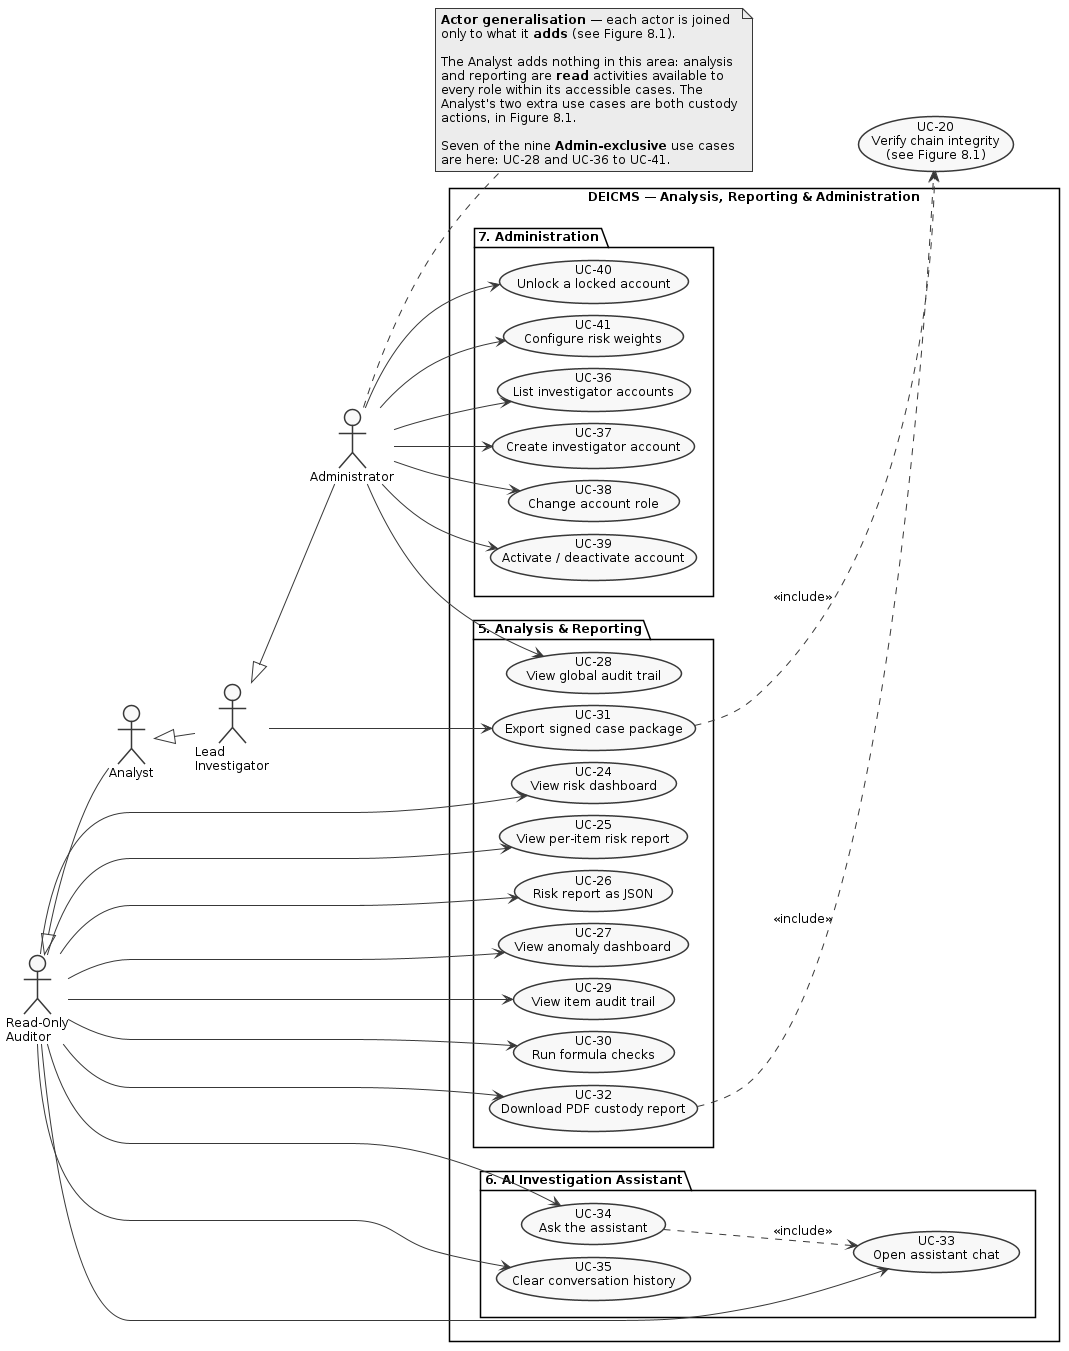 Actor generalisation — each actor is joined
only to what it adds (see Figure 8.1).
The Analyst adds nothing in this area: analysis
and reporting are read activities available to
every role within its accessible cases. The
Analyst's two extra use cases are both custody
actions, in Figure 8.1.
Seven of the nine Admin-exclusive use cases
are here: UC-28 and UC-36 to UC-41.
UC-20
Verify chain integrity
(see Figure 8.1)
DEICMS — Analysis, Reporting & Administration
7. Administration
UC-40
Unlock a locked account
UC-41
Configure risk weights
UC-36
List investigator accounts
UC-37
Create investigator account
UC-38
Change account role
UC-39
Activate / deactivate account
Administrator
«include»
5. Analysis & Reporting
UC-28
View global audit trail
UC-31
Export signed case package
UC-24
View risk dashboard
UC-25
View per-item risk report
UC-26
Risk report as JSON
UC-27
View anomaly dashboard
UC-29
View item audit trail
UC-30
Run formula checks
UC-32
Download PDF custody report
Lead
Investigator
Analyst
«include»
Read-Only
Auditor
6. AI Investigation Assistant
UC-34
Ask the assistant
«include»
UC-33
Open assistant chat
UC-35
Clear conversation history